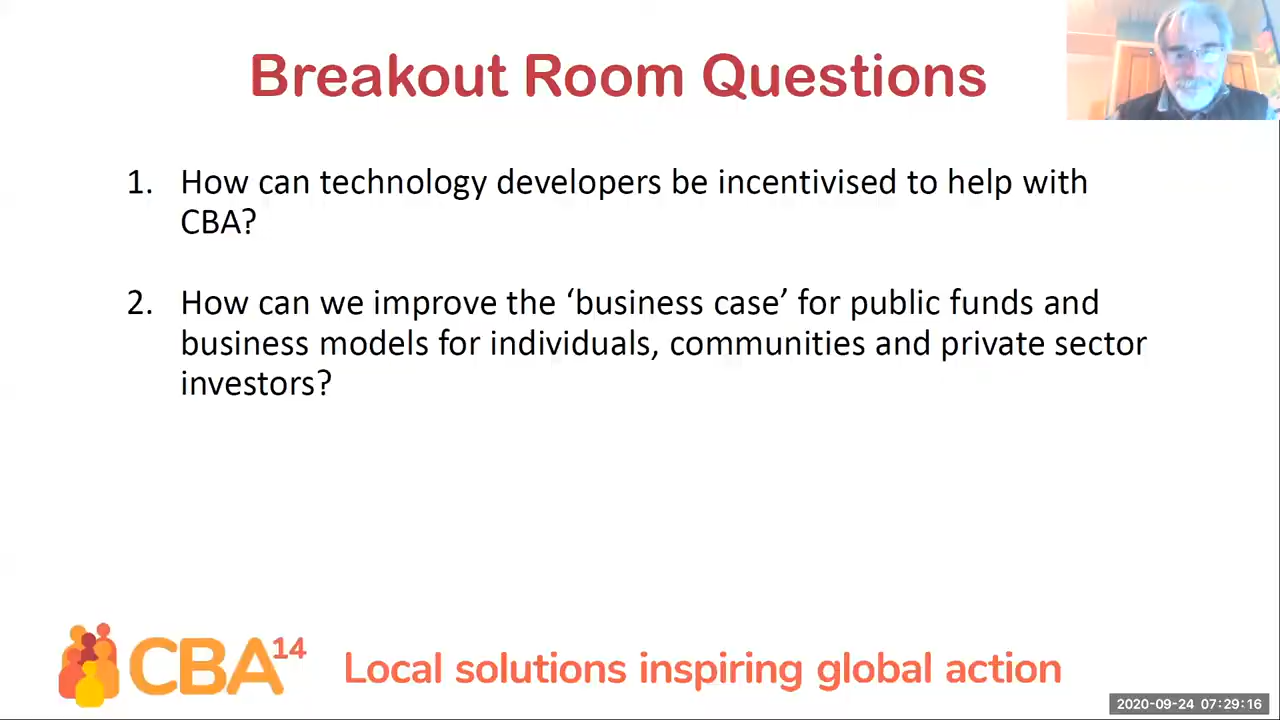 Breakout Room Questions
1. How can technology developers be incentivised to help with
CBA?
2. How can we improve the ‘business case’ for public funds and
business models for individuals, communities and private sector
investors?
CBA14
Local solutions inspiring global action
2020-09-24 07:29:16